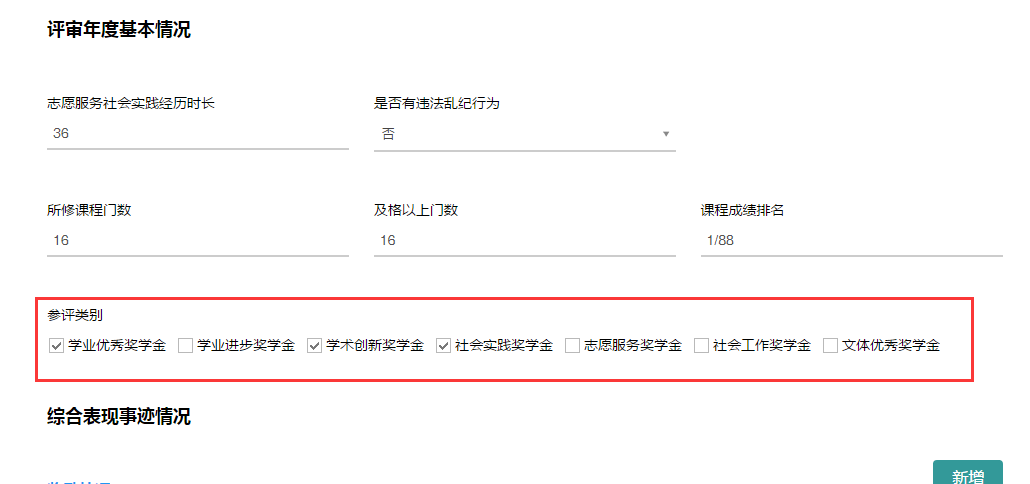 评审年度基本情况
志愿服务社会实践经历时长 是否有违法乱纪行为
36 否
所修课程门数 及格以上门数 课程成绩排名
16 16 1/88
参评类别
学业优秀奖学金 学业进步奖学金 学术创新奖学金 社会实践奖学金 志愿服务奖学金 社会工作奖学金 文体优秀奖学金
综合表现事迹情况
新增